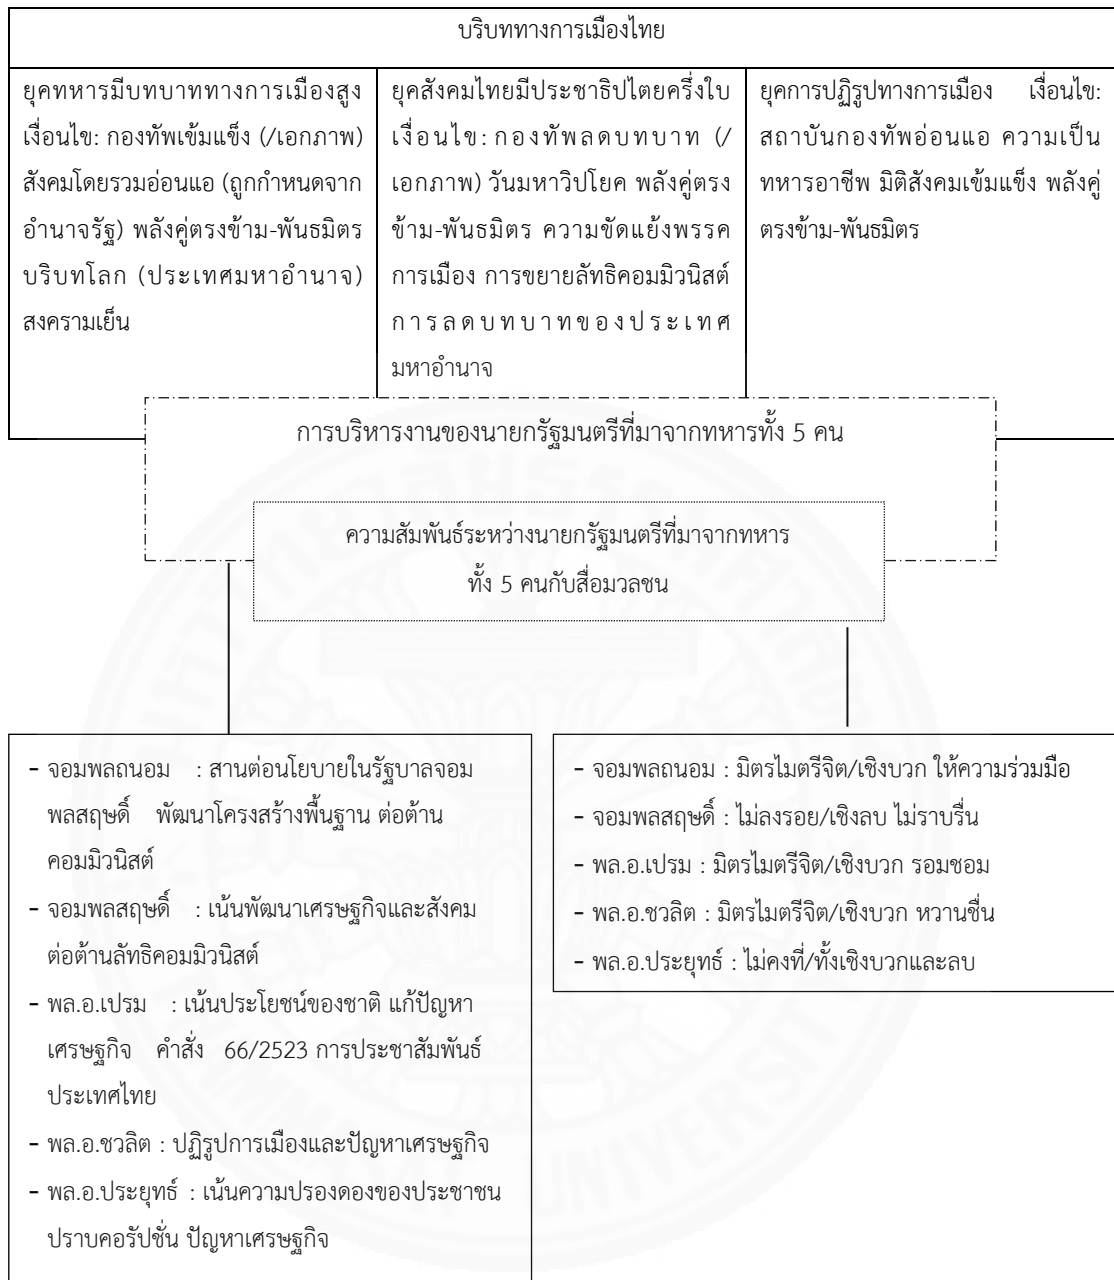 บริบททางการเมืองไทย
ยุคทหารมีบทบาททางการเมืองสูง
เงื่อนไข: กองทัพเข้มแข็ง (/เอกภาพ)
สังคมโดยรวมอ่อนแอ (ถูกกำหนดจาก
อำนาจรัฐ) พลังคู่ตรงข้าม-พันธมิตร
บริบทโลก (ประเทศมหาอำนาจ)
สงครามเย็น
ยุคสังคมไทยมีประชาธิปไตยครึ่งใบ
เงื่อนไข: กองทัพลดบทบาท (/
เอกภาพ) วันมหาวิปโยค พลังคู่ตรง
ข้าม-พันธมิตร ความขัดแย้งพรรค
การเมือง การขยายลัทธิคอมมิวนิสต์
การลดบทบาทของประเทศ
มหาอำนาจ
ยุคการปฏิรูปทางการเมือง เงื่อนไข:
สถาบันกองทัพอ่อนแอ ความเป็น
ทหารอาชีพ มิติสังคมเข้มแข็ง พลังคู่
ตรงข้าม-พันธมิตร
การบริหารงานของนายกรัฐมนตรีที่มาจากทหารทั้ง 5 คน
ความสัมพันธ์ระหว่างนายกรัฐมนตรีที่มาจากทหาร
ทั้ง 5 คนกับสื่อมวลชน
- จอมพลถนอม : สานต่อนโยบายในรัฐบาลจอม
พลสฤษดิ์ พัฒนาโครงสร้างพื้นฐาน ต่อต้าน
คอมมิวนิสต์
- จอมพลสฤษดิ์ : เน้นพัฒนาเศรษฐกิจและสังคม
ต่อต้านลัทธิคอมมิวนิสต์
- พล.อ.เปรม : เน้นประโยชน์ของชาติ แก้ปัญหา
เศรษฐกิจ คำสั่ง 66/2523 การประชาสัมพันธ์
ประเทศไทย
- พล.อ.ชวลิต : ปฏิรูปการเมืองและปัญหาเศรษฐกิจ
- พล.อ.ประยุทธ์ : เน้นความปรองดองของประชาชน
ปราบคอรัปชั่น ปัญหาเศรษฐกิจ
- จอมพลถนอม : มิตรไมตรีจิต/เชิงบวก ให้ความร่วมมือ
- จอมพลสฤษดิ์ : ไม่ลงรอย/เชิงลบ ไม่ราบรื่น
- พล.อ.เปรม : มิตรไมตรีจิต/เชิงบวก รอมชอม
- พล.อ.ชวลิต : มิตรไมตรีจิต/เชิงบวก หวานชื่น
- พล.อ.ประยุทธ์ : ไม่คงที่/ทั้งเชิงบวกและลบ